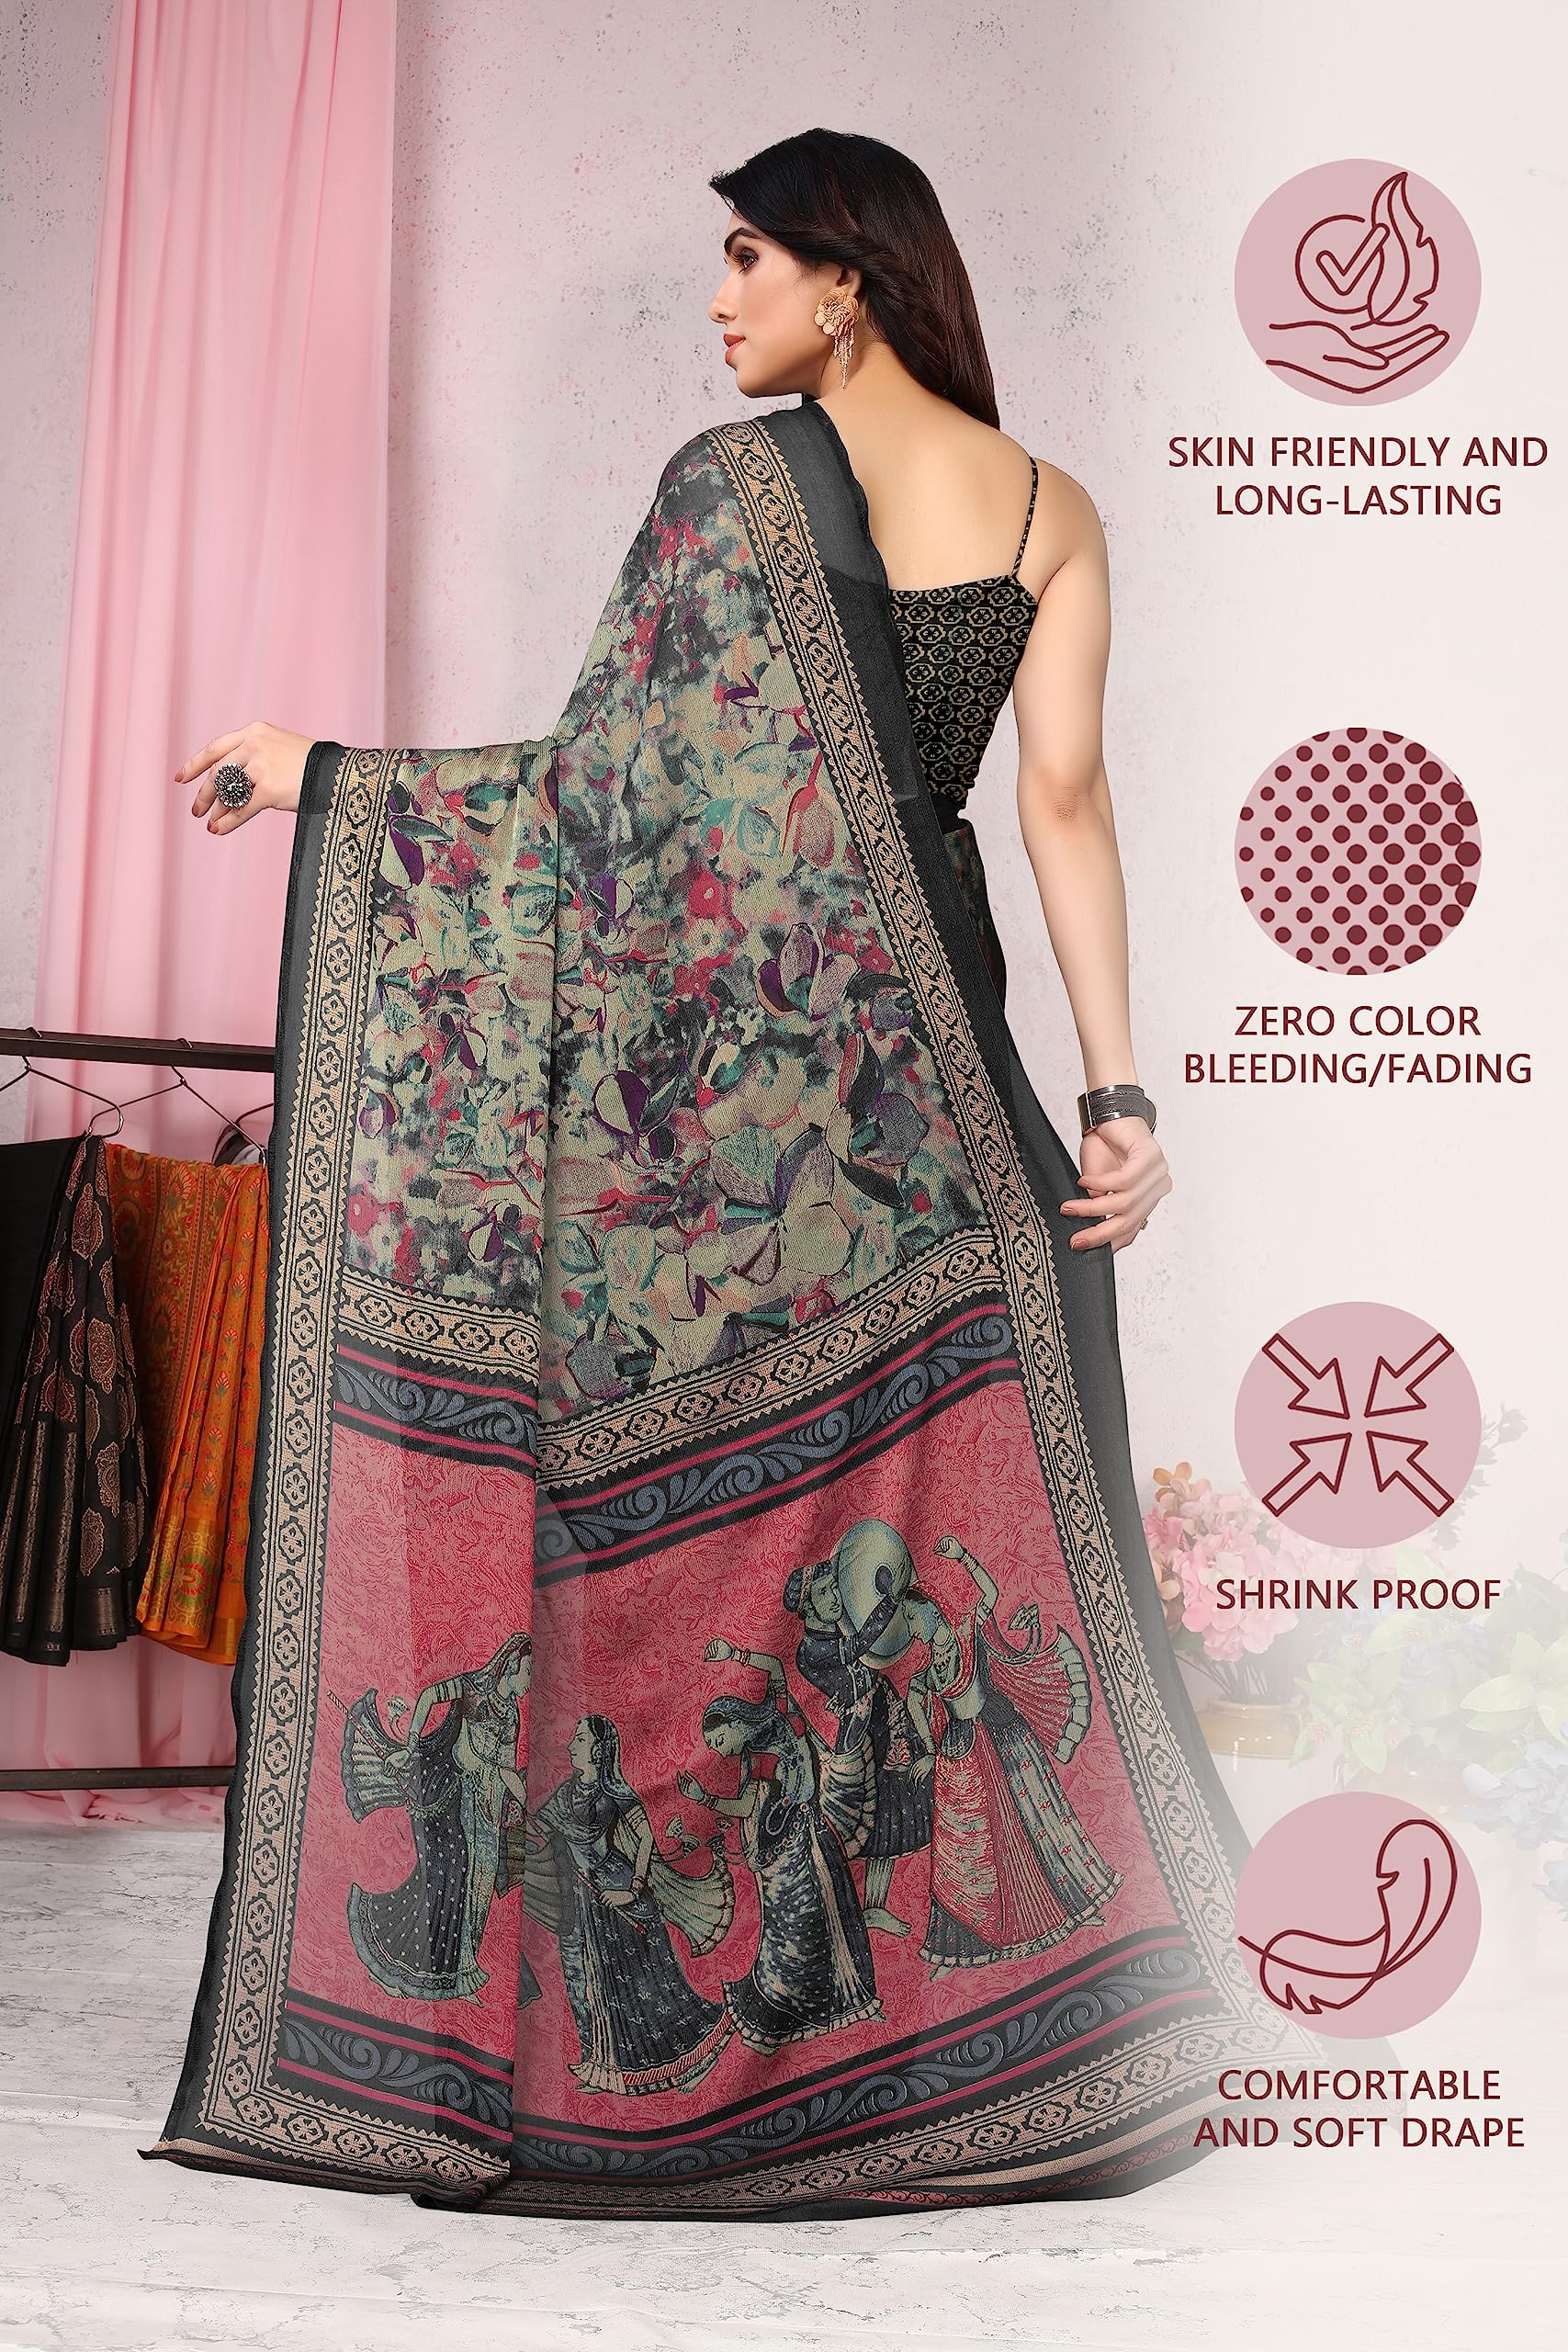 SKIN FRIENDLY AND
LONG-LASTING
ZERO COLOR
BLEEDING/FADING
SHRINK PROOF
COMFORTABLE
AND SOFT DRAPE